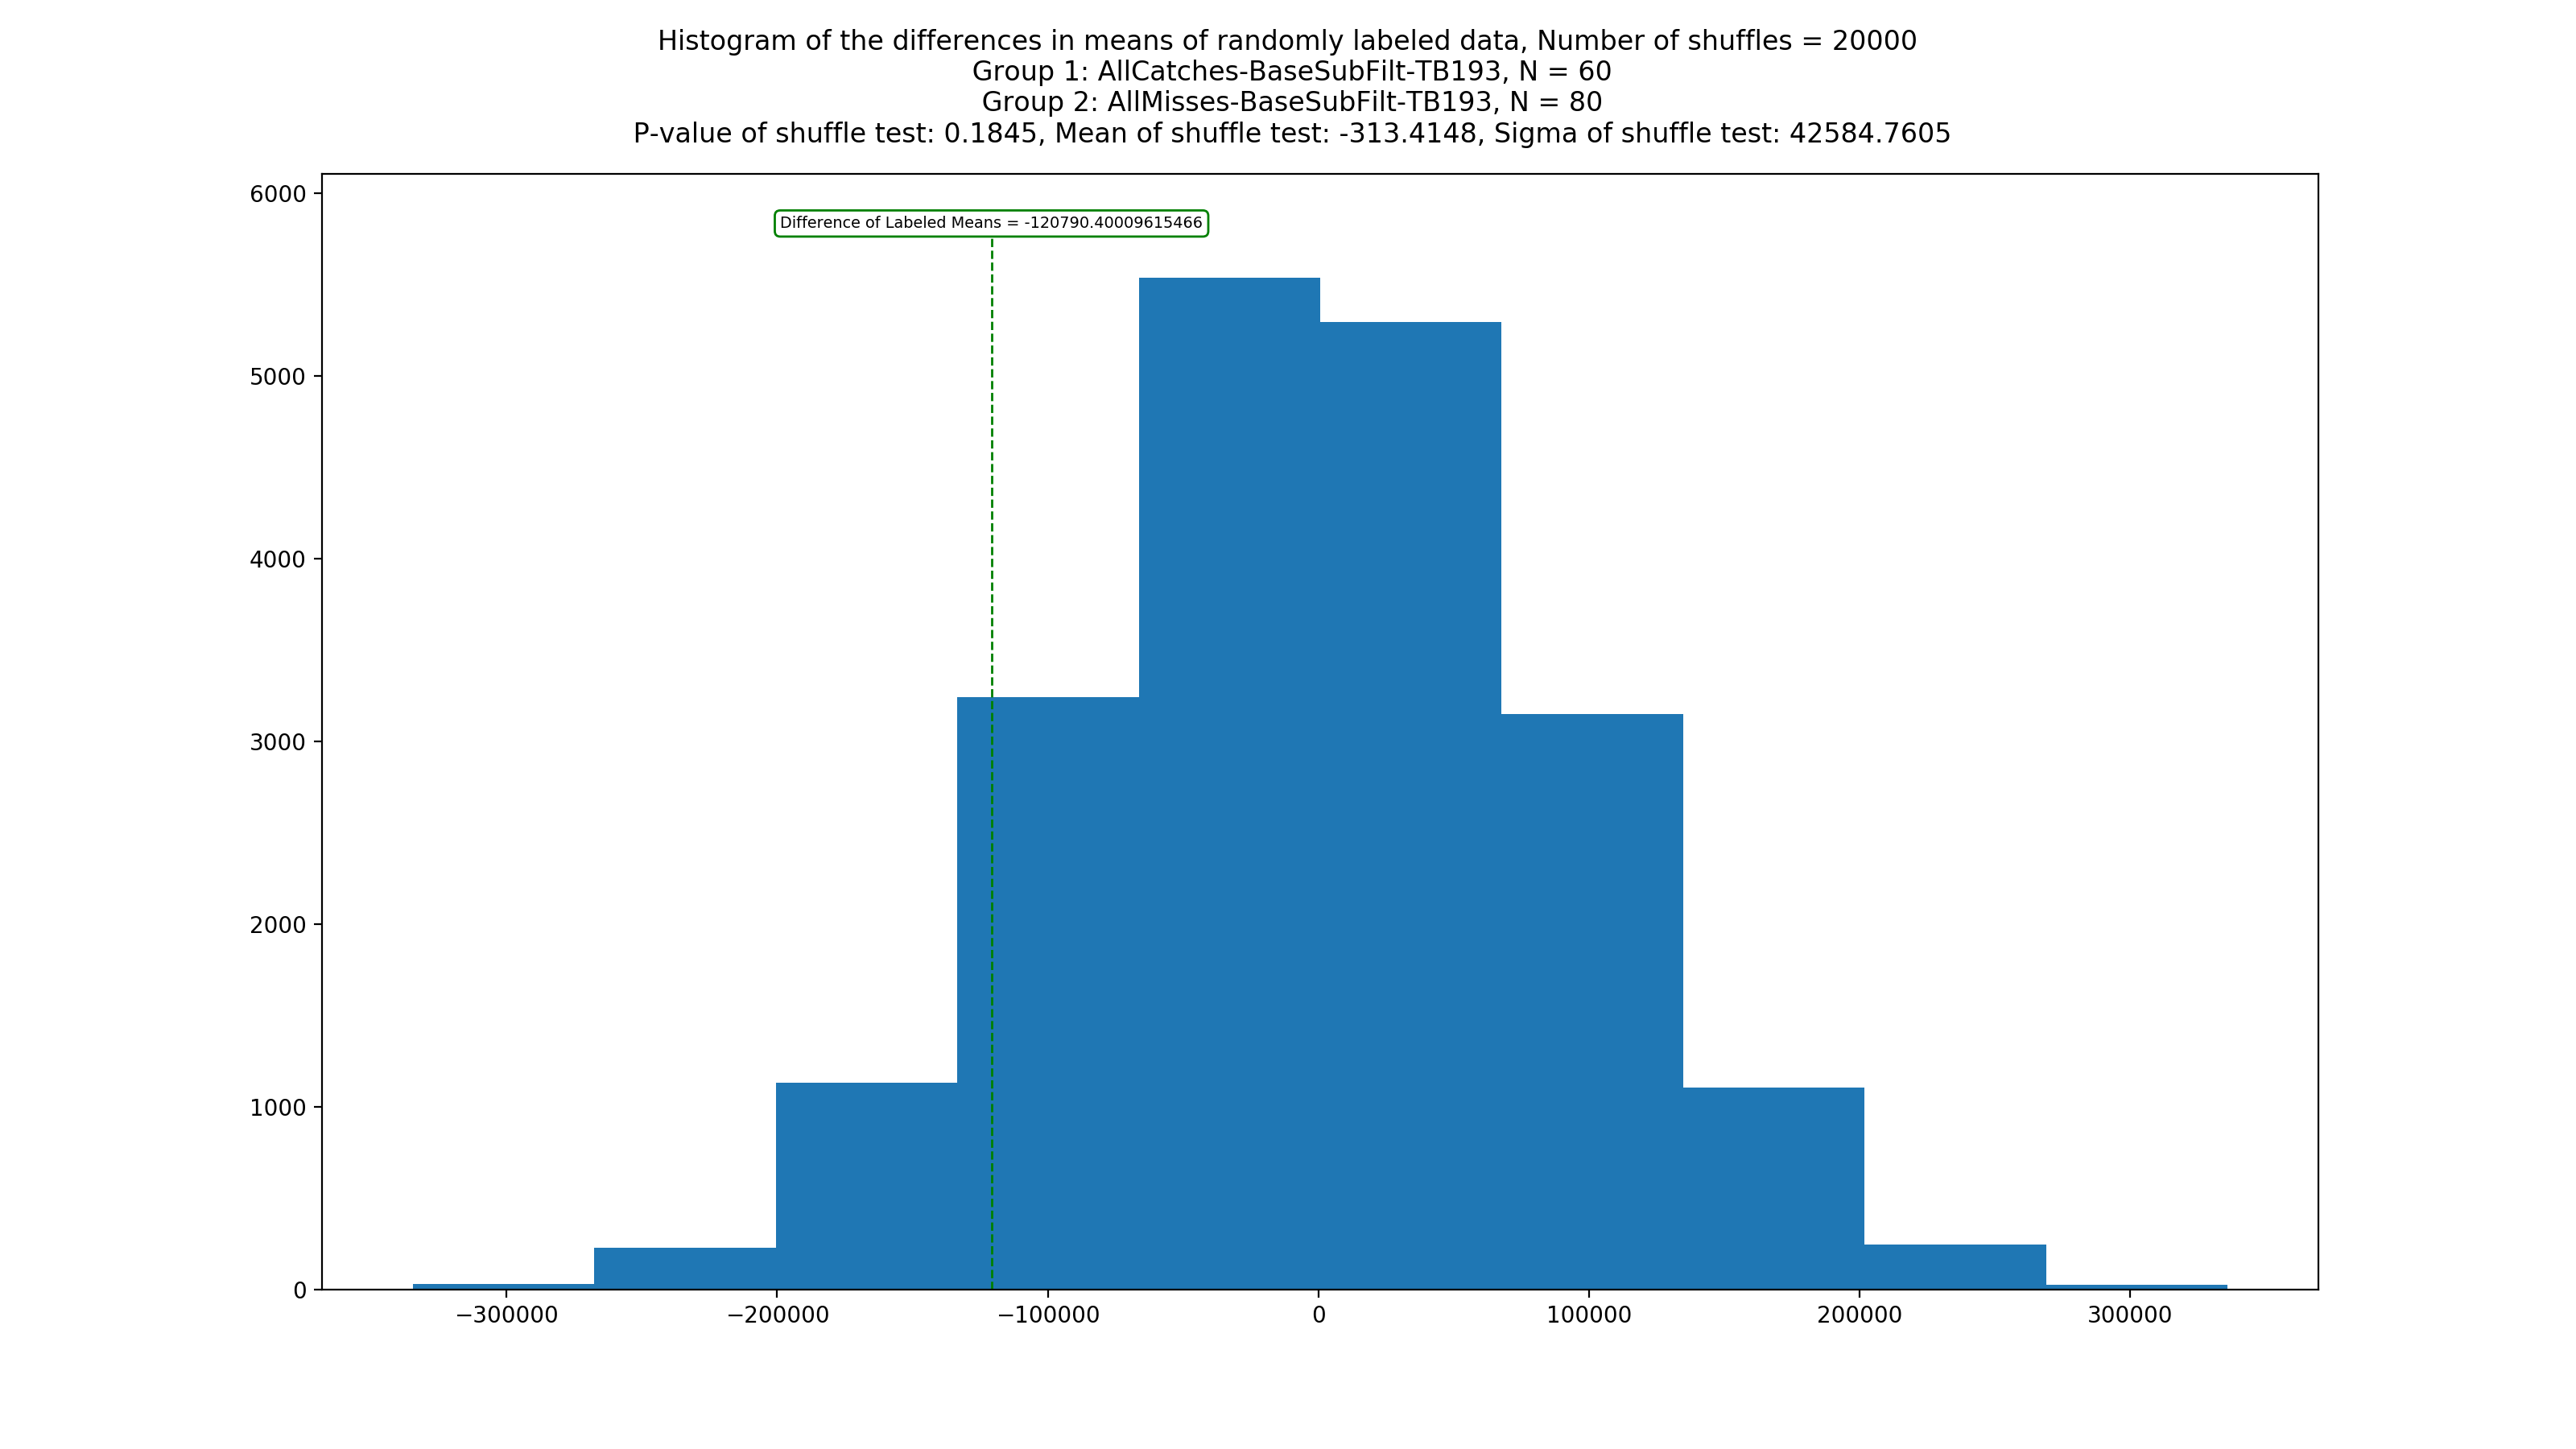 Histogram of the differences in means of randomly labeled data, Number of shuffles = 20000
Group 1: AllCatches-BaseSubFilt-TB193, N = 60
Group 2: AllMisses-BaseSubFilt-TB193, N = 80
P-value of shuffle test: 0.1845, Mean of shuffle test: -313.4148, Sigma of shuffle test: 42584.7605
6000
Difference of Labeled Means = -120790.40009615466
5000
4000
3000
2000
1000
0
−300000 −200000 −100000 0 100000 200000 300000